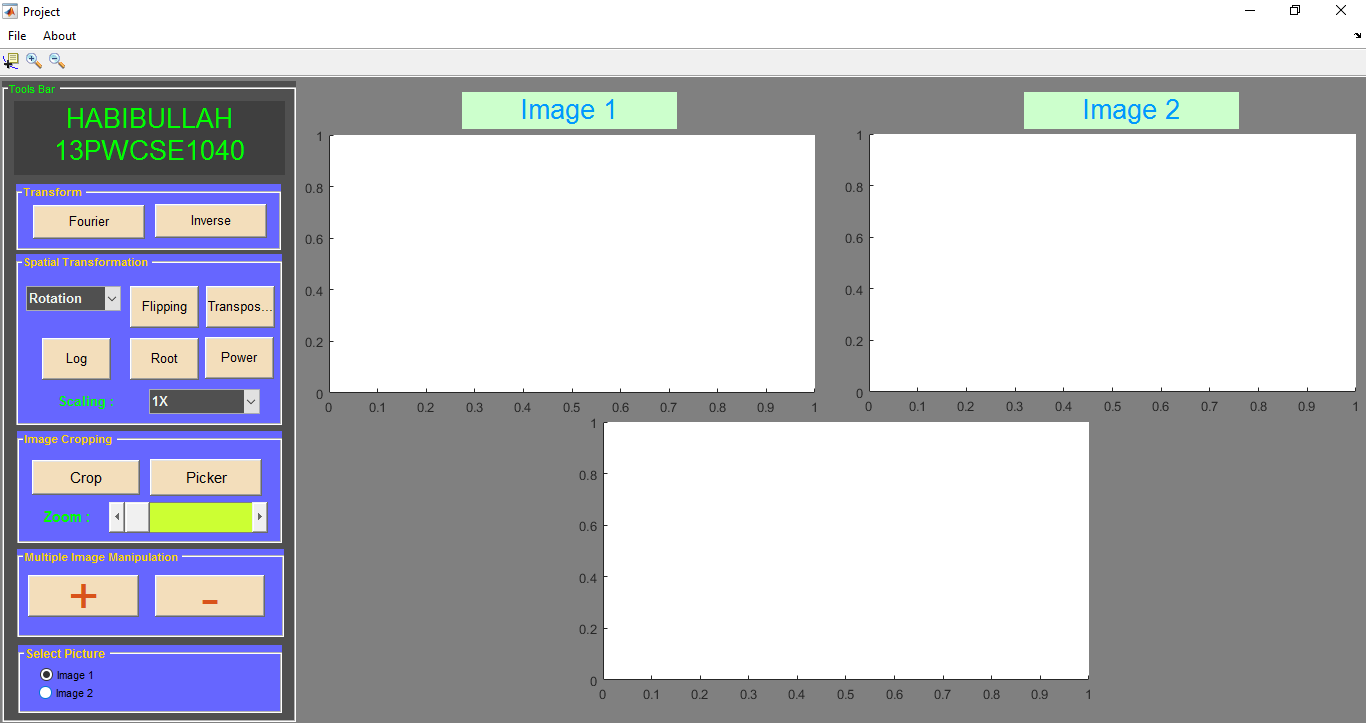 Project
File About
Tools Bar
HABIBULLAH
13PWCSE1040
Transform
Fourier Inverse
Spatial Transformation
Rotation Flipping Transpos...
Log Root Power
Scaling : 1X
Image Cropping
Crop Picker
Zoom :
Multiple Image Manipulation
+ -
Select Picture
Image 1
Image 2
Image 1
1
0.8
0.6
0.4
0.2
0
0 0.1 0.2 0.3 0.4 0.5 0.6 0.7 0.8 0.9 1
Image 2
1
0.8
0.6
0.4
0.2
0
0 0.1 0.2 0.3 0.4 0.5 0.6 0.7 0.8 0.9 1
1
0.8
0.6
0.4
0.2
0
0 0.1 0.2 0.3 0.4 0.5 0.6 0.7 0.8 0.9 1